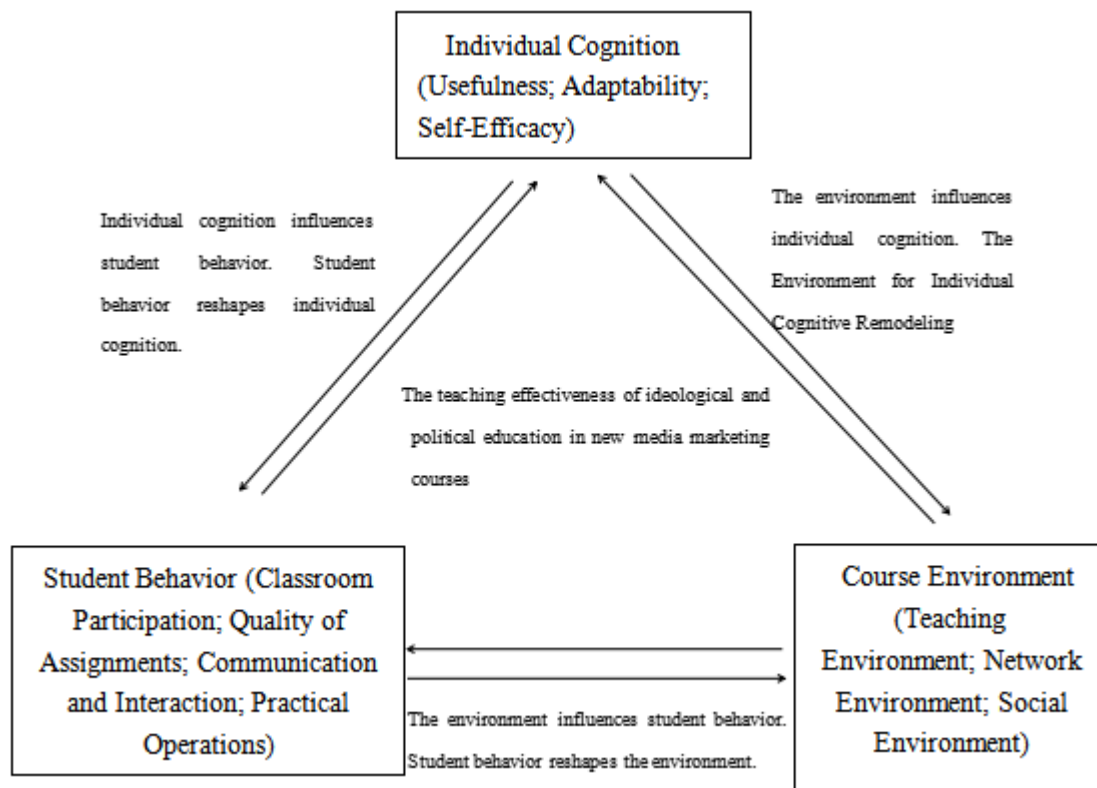 Individual Cognition
(Usefulness; Adaptability;
Self-Efficacy)
Individual cognition influences
student behavior. Student
behavior reshapes individual
cognition.
The environment influences
individual cognition. The
Environment for Individual
Cognitive Remodeling
The teaching effectiveness of ideological and
political education in new media marketing
courses
Student Behavior (Classroom
Participation; Quality of
Assignments; Communication
and Interaction; Practical
Operations)
Course Environment
(Teaching
Environment; Network
Environment; Social
Environment)
The environment influences student behavior.
Student behavior reshapes the environment.